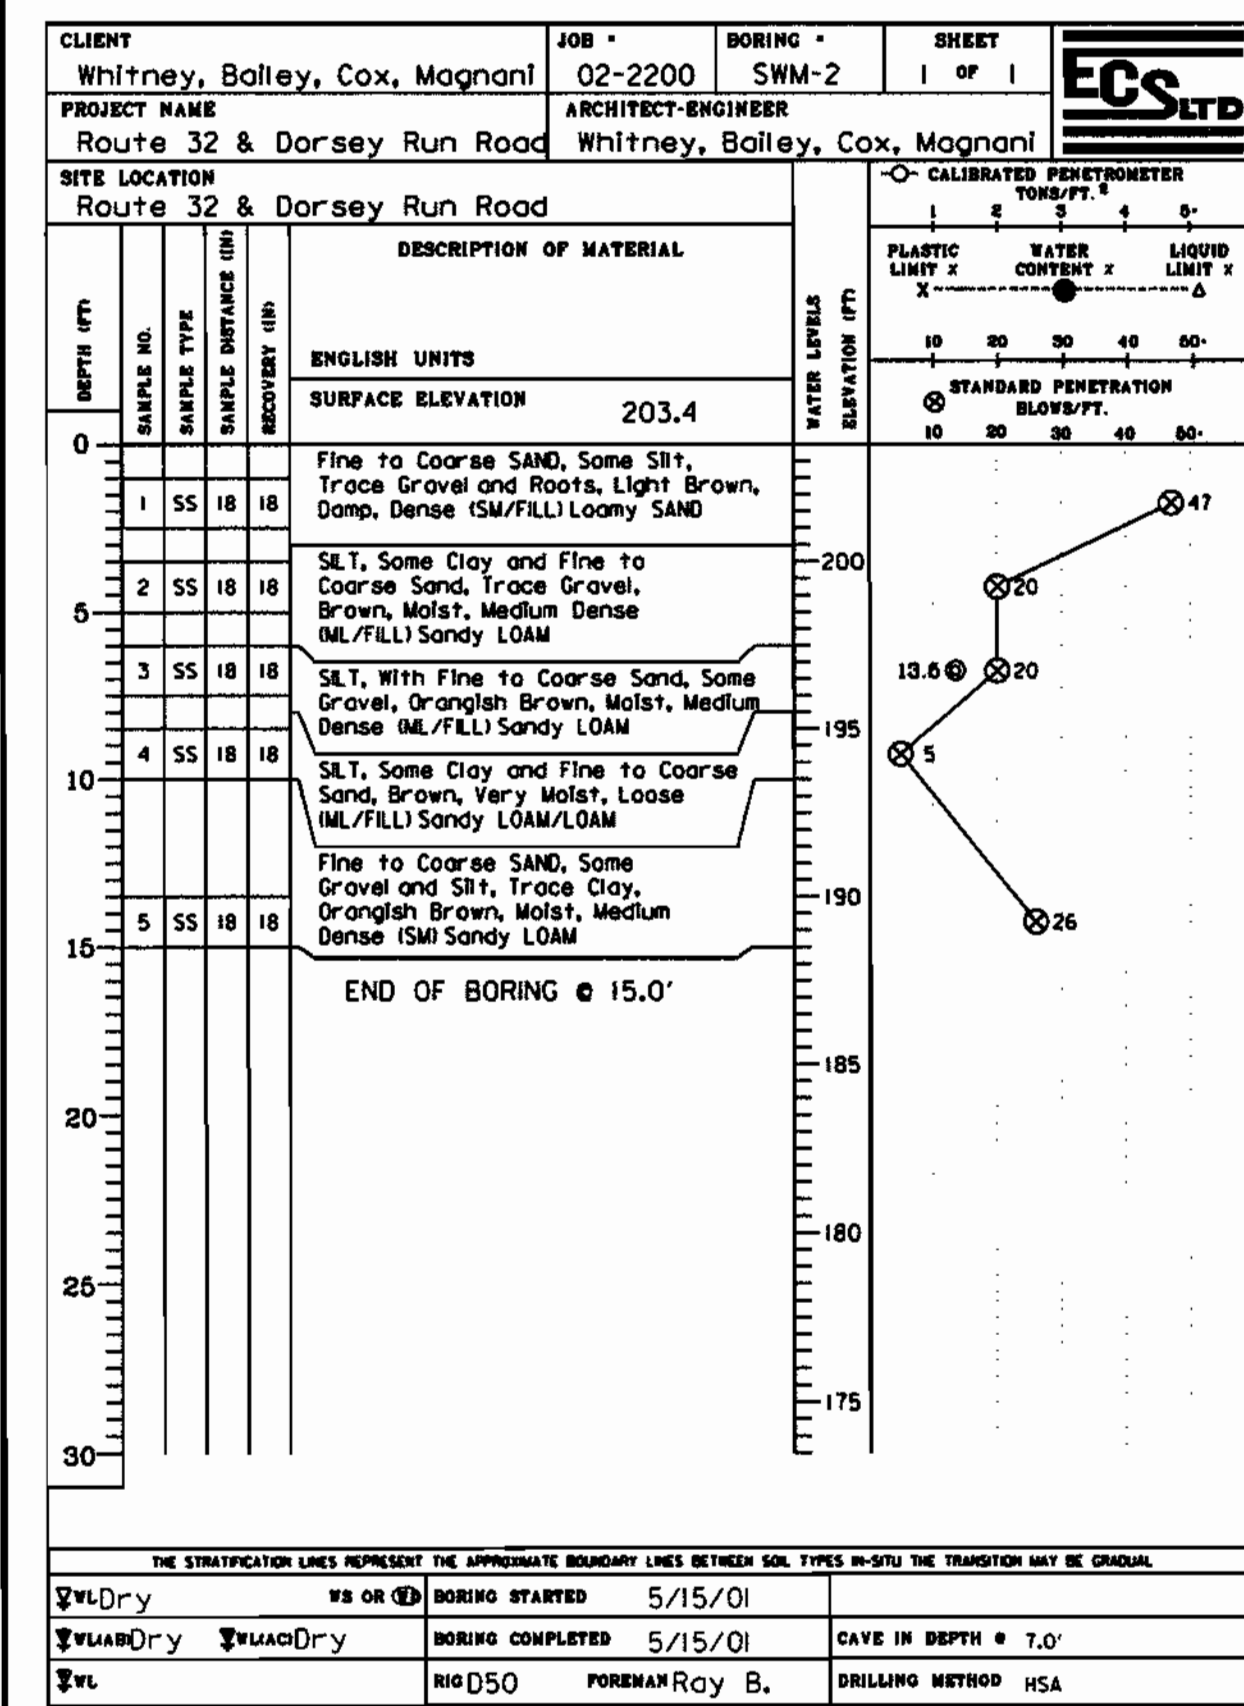 CLIENT
Whitney, Bailey, Cox, Magnani
JOB
02-2200
BORING
SWM-2
SHEET
1 OF 1
ECS LTD
PROJECT NAME
Route 32 & Dorsey Run Road
ARCHITECT-ENGINEER
Whitney, Bailey, Cox, Magnani
SITE LOCATION
Route 32 & Dorsey Run Road
CALIBRATED PENETROMETER
TONS/FT.²
1 2 3 4 5+
PLASTIC LIMIT %
WATER CONTENT %
LIQUID LIMIT %
X Δ
10 20 30 40 50+
STANDARD PENETRATION
BLOWS/FT.
10 20 30 40 50+
DEPTH (FT)
SAMPLE NO.
SAMPLE TYPE
SAMPLE DISTANCE (IN)
RECOVERY (IN)
DESCRIPTION OF MATERIAL
ENGLISH UNITS
SURFACE ELEVATION 203.4
WATER LEVELS
ELEVATION (FT)
0
Fine to Coarse SAND, Some Silt,
Trace Gravel and Roots, Light Brown,
Damp, Dense (SM/FILL) Loamy SAND
1 SS 18 18
47
200
SILT, Some Clay and Fine to
Coarse Sand, Trace Gravel,
Brown, Moist, Medium Dense
(ML/FILL) Sandy LOAM
2 SS 18 18
20
5
SILT, With Fine to Coarse Sand, Some
Gravel, Orangish Brown, Moist, Medium
Dense (ML/FILL) Sandy LOAM
3 SS 18 18
13.6
20
195
SILT, Some Clay and Fine to Coarse
Sand, Brown, Very Moist, Loose
(ML/FILL) Sandy LOAM/LOAM
4 SS 18 18
5
10
Fine to Coarse SAND, Some
Gravel and Silt, Trace Clay,
Orangish Brown, Moist, Medium
Dense (SM) Sandy LOAM
190
5 SS 18 18
26
15
END OF BORING @ 15.0'
185
20
180
25
175
30
THE STRATIFICATION LINES REPRESENT THE APPROXIMATE BOUNDARY LINES BETWEEN SOIL TYPES IN-SITU THE TRANSITION MAY BE GRADUAL
WL Dry WS OR WD
BORING STARTED 5/15/01
WL(AB) Dry WL(AC) Dry
BORING COMPLETED 5/15/01
CAVE IN DEPTH @ 7.0'
WL
RIG D50 FOREMAN Ray B.
DRILLING METHOD HSA